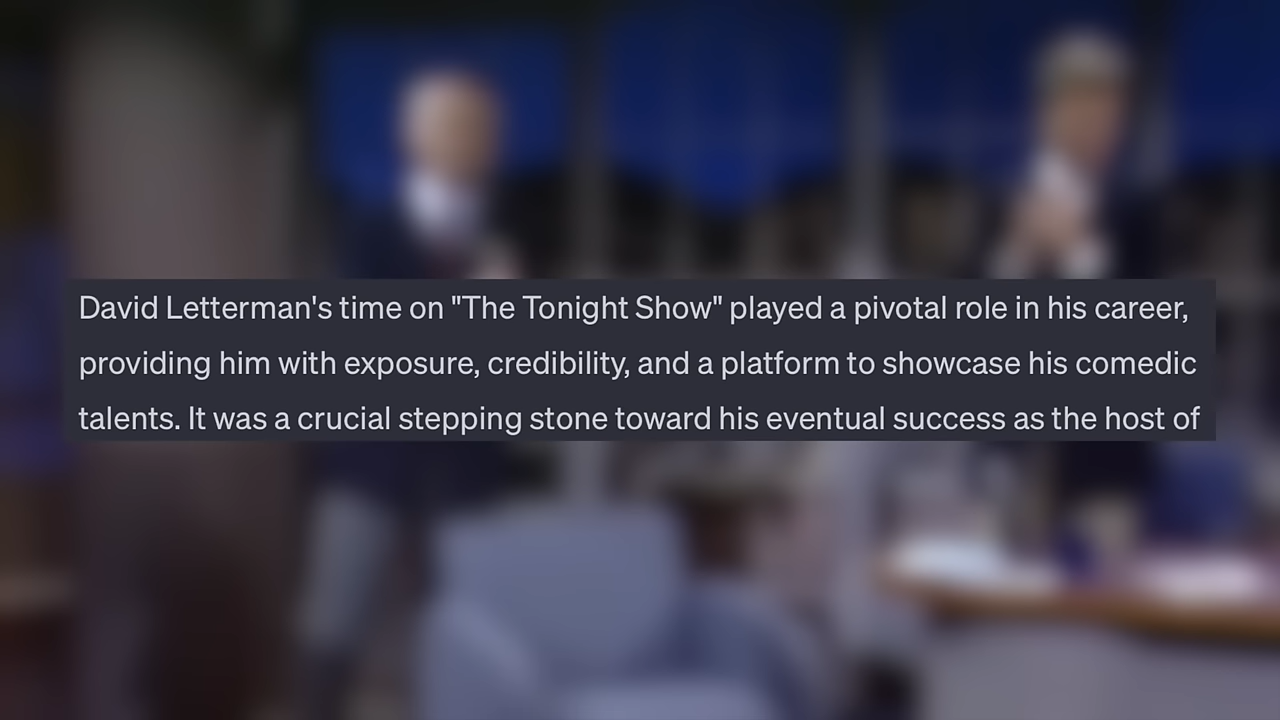 David Letterman's time on "The Tonight Show" played a pivotal role in his career,
providing him with exposure, credibility, and a platform to showcase his comedic
talents. It was a crucial stepping stone toward his eventual success as the host of